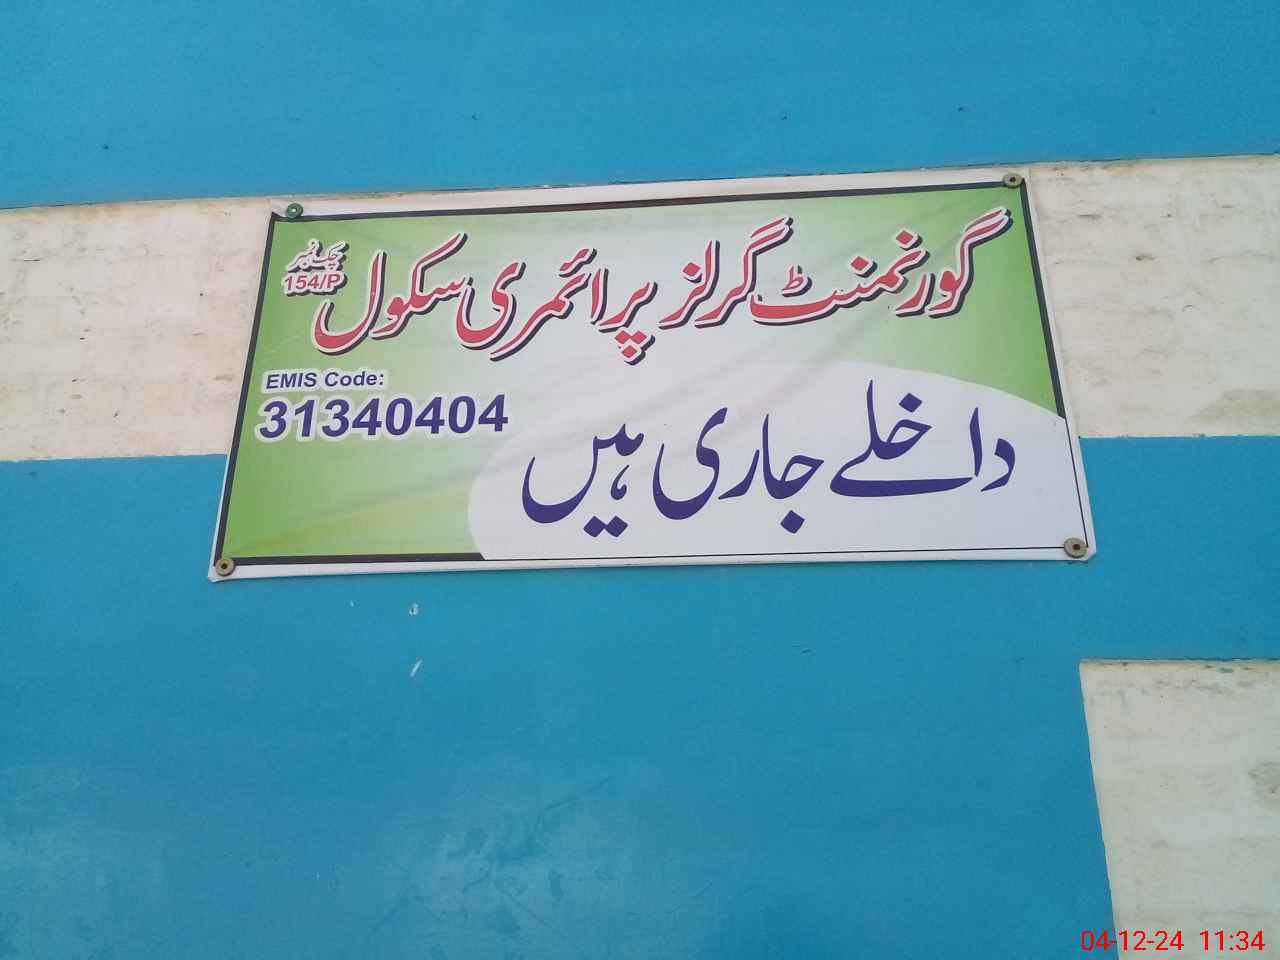 گورنمنٹ گرلز پرائمری سکول چک نمبر
154/P
EMIS Code:
31340404
داخلے جاری ہیں
04-12-24 11:34